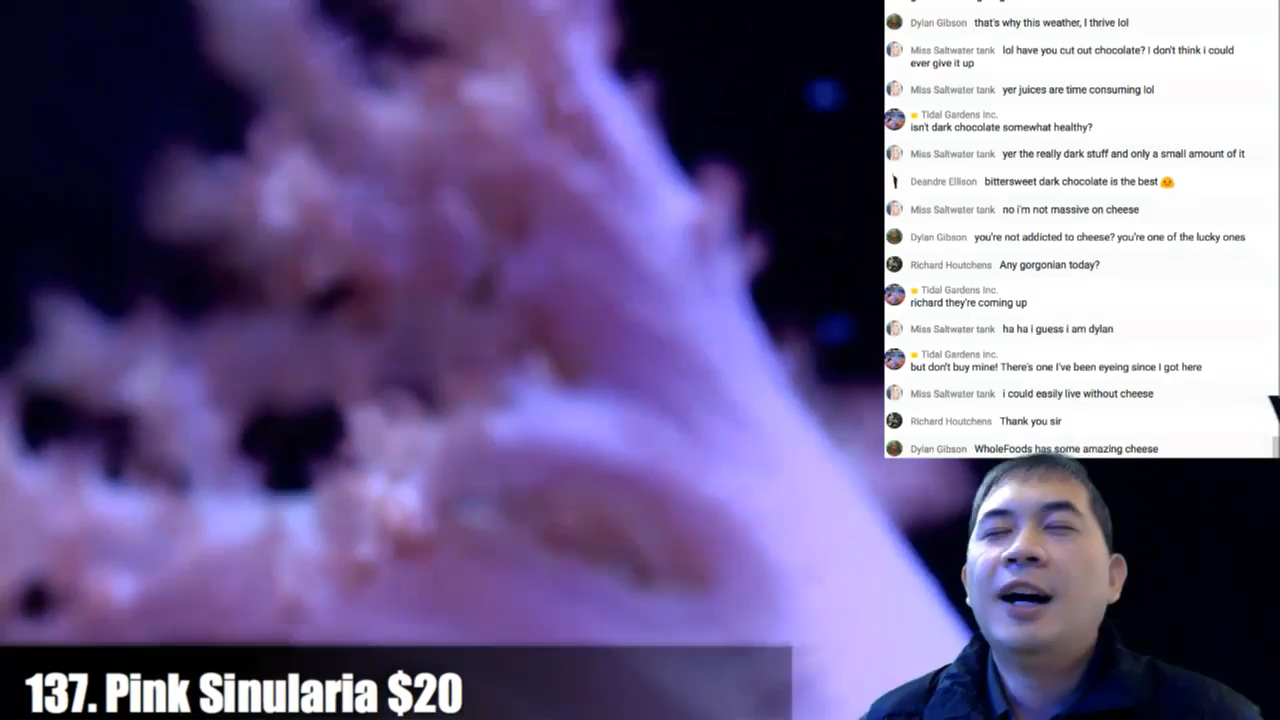 Dylan Gibson that's why this weather, I thrive lol
Miss Saltwater tank lol have you cut out chocolate? I don't think i could
ever give it up
Miss Saltwater tank yer juices are time consuming lol
Tidal Gardens Inc.
isn't dark chocolate somewhat healthy?
Miss Saltwater tank yer the really dark stuff and only a small amount of it
Deandre Ellison bittersweet dark chocolate is the best
Miss Saltwater tank no i'm not massive on cheese
Dylan Gibson you're not addicted to cheese? you're one of the lucky ones
Richard Houtchens Any gorgonian today?
Tidal Gardens Inc.
richard they're coming up
Miss Saltwater tank ha ha i guess i am dylan
Tidal Gardens Inc.
but don't buy mine! There's one I've been eyeing since I got here
Miss Saltwater tank i could easily live without cheese
Richard Houtchens Thank you sir
Dylan Gibson WholeFoods has some amazing cheese
137. Pink Sinularia $20